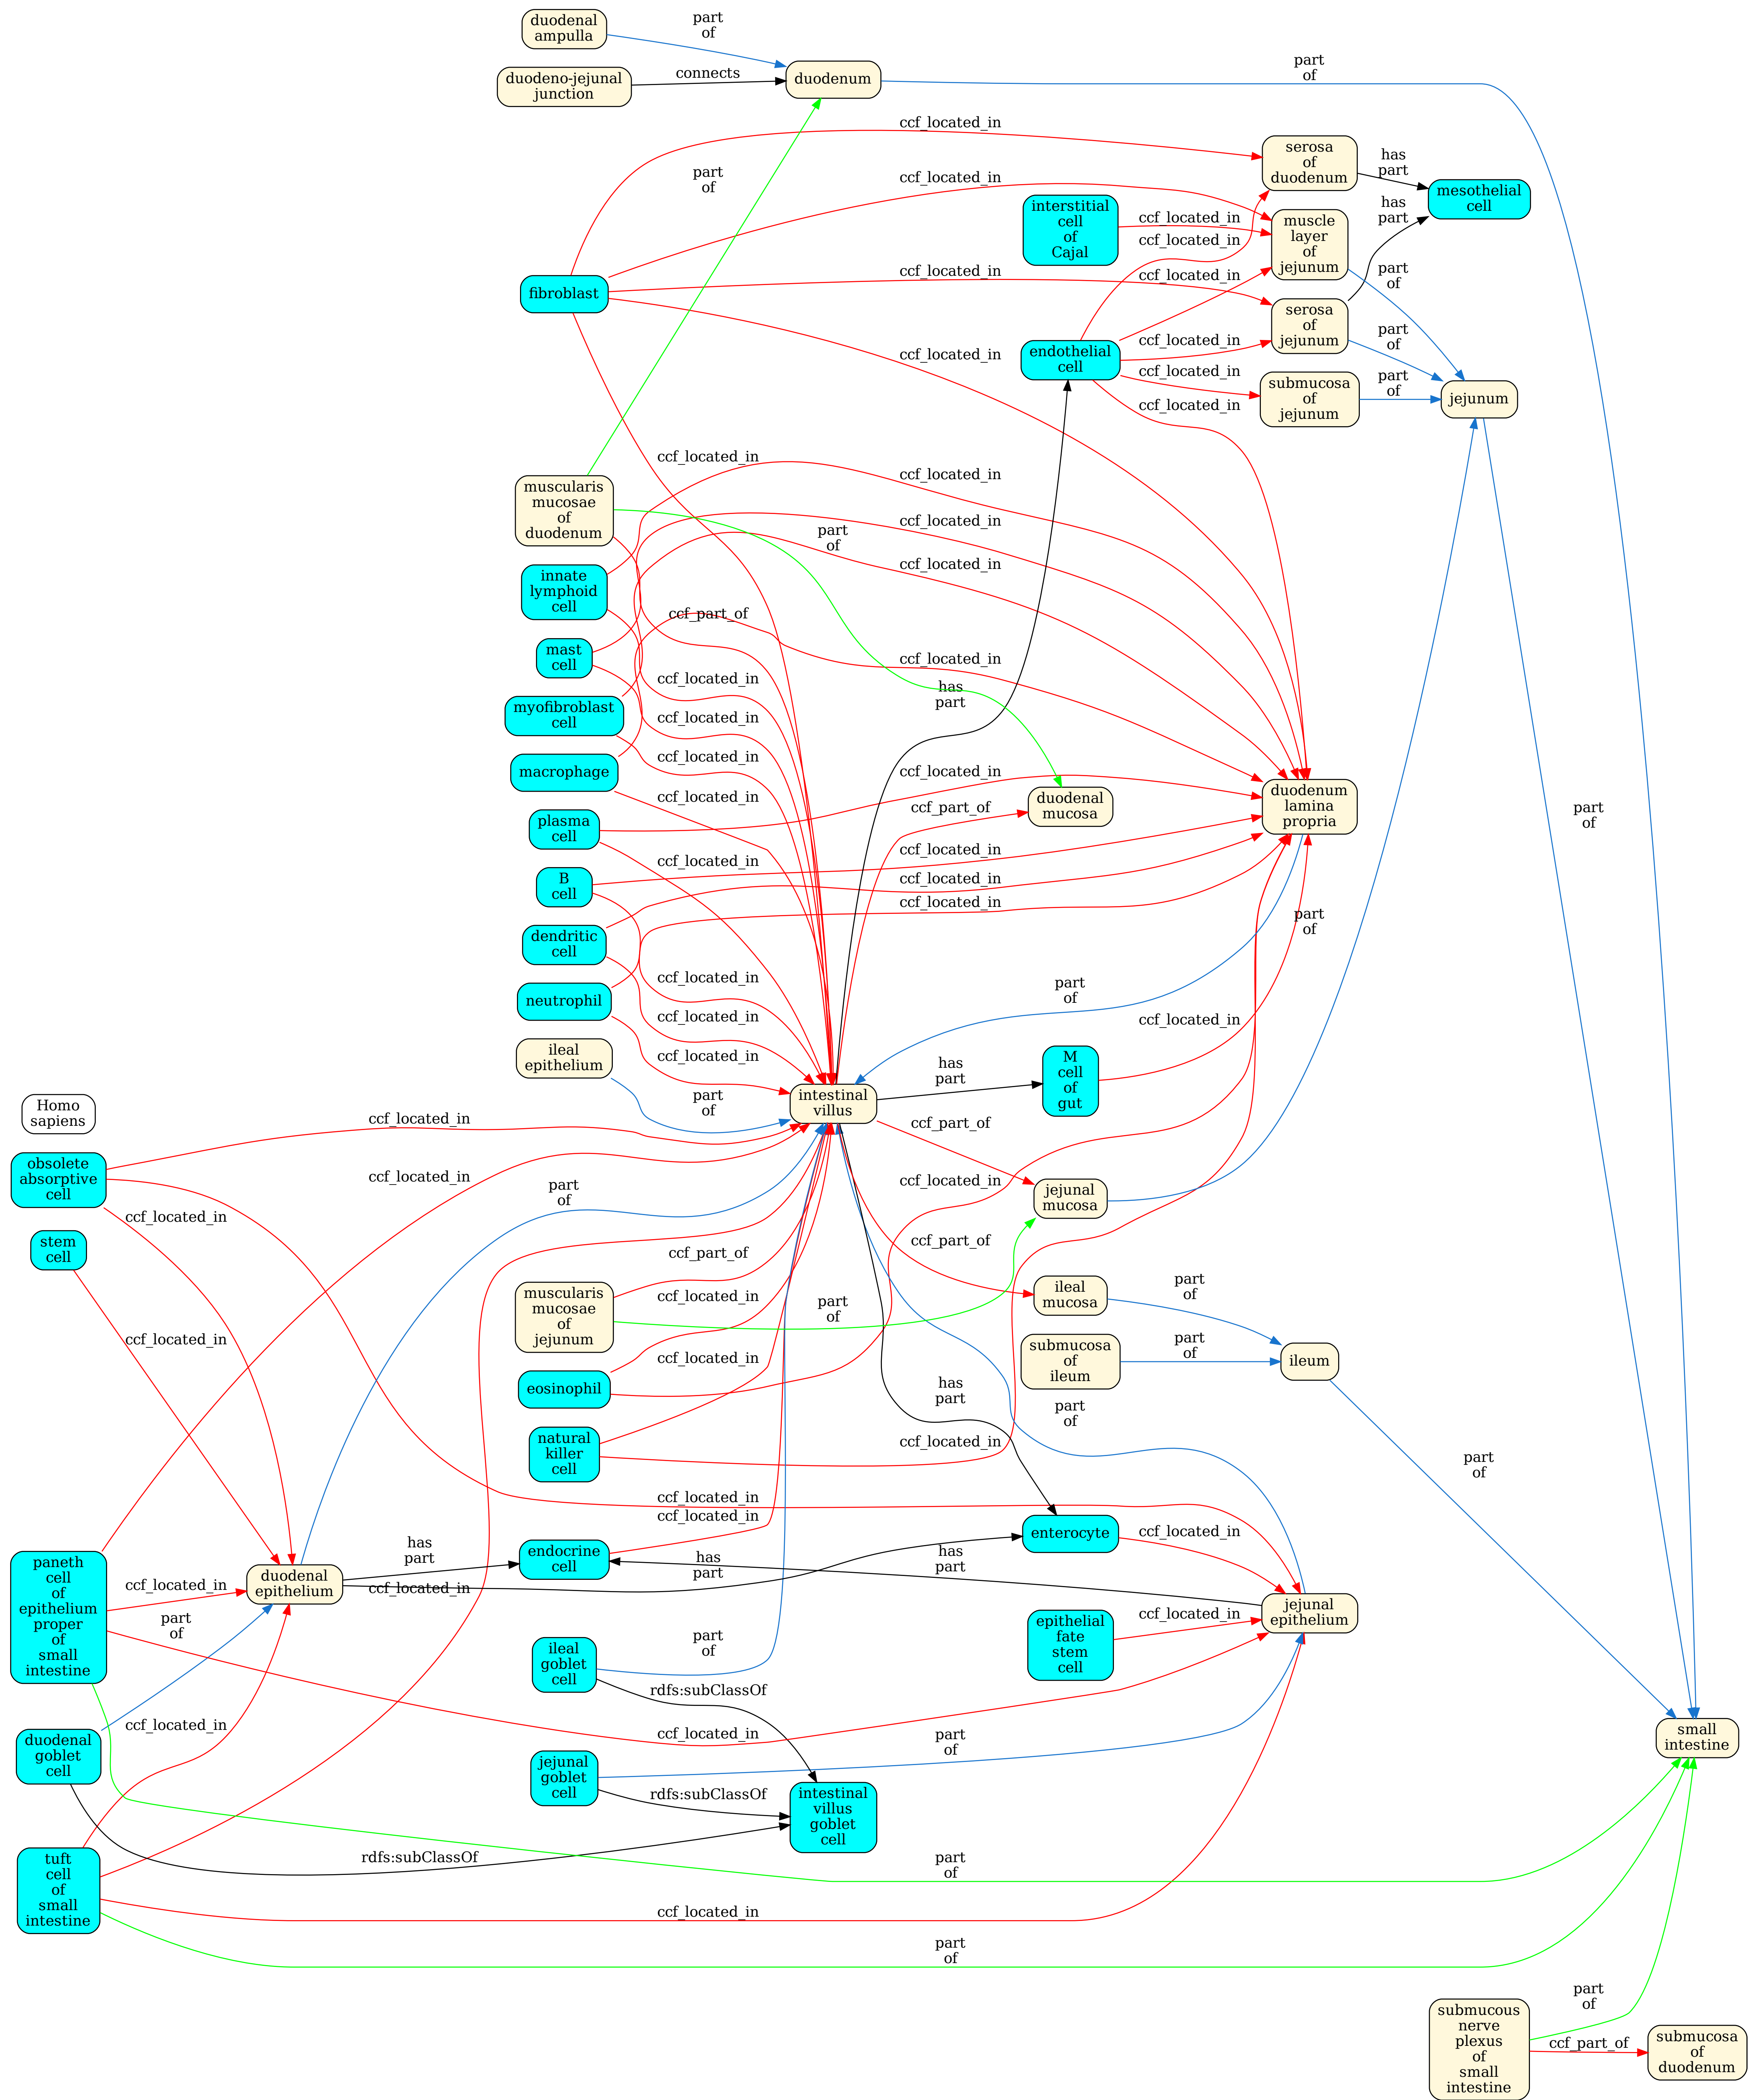 duodenal
ampulla
part
of
duodeno-jejunal
junction
connects
duodenum
part
of
ccf_located_in
serosa
of
duodenum
has
part
mesothelial
cell
part
of
ccf_located_in
interstitial
cell
of
Cajal
ccf_located_in
ccf_located_in
muscle
layer
of
jejunum
has
part
fibroblast
ccf_located_in
ccf_located_in
part
of
serosa
of
jejunum
endothelial
cell
ccf_located_in
ccf_located_in
part
of
ccf_located_in
submucosa
of
jejunum
part
of
jejunum
ccf_located_in
ccf_located_in
ccf_located_in
ccf_located_in
muscularis
mucosae
of
duodenum
ccf_located_in
part
of
ccf_located_in
innate
lymphoid
cell
ccf_part_of
mast
cell
ccf_located_in
ccf_located_in
has
part
myofibroblast
cell
ccf_located_in
ccf_located_in
macrophage
ccf_located_in
ccf_located_in
duodenal
mucosa
ccf_part_of
duodenum
lamina
propria
part
of
plasma
cell
ccf_located_in
ccf_located_in
B
cell
ccf_located_in
ccf_located_in
part
of
dendritic
cell
ccf_located_in
part
of
neutrophil
ccf_located_in
ccf_located_in
ccf_located_in
ileal
epithelium
part
of
intestinal
villus
has
part
M
cell
of
gut
Homo
sapiens
ccf_located_in
ccf_part_of
obsolete
absorptive
cell
ccf_located_in
ccf_located_in
part
of
ccf_located_in
jejunal
mucosa
stem
cell
ccf_located_in
ccf_part_of
ccf_part_of
muscularis
mucosae
of
jejunum
ccf_located_in
part
of
ileal
mucosa
part
of
submucosa
of
ileum
part
of
ileum
eosinophil
ccf_located_in
has
part
part
of
natural
killer
cell
ccf_located_in
part
of
ccf_located_in
ccf_located_in
paneth
cell
of
epithelium
proper
of
small
intestine
ccf_located_in
part
of
duodenal
epithelium
has
part
ccf_located_in
endocrine
cell
has
part
enterocyte
has
part
ccf_located_in
jejunal
epithelium
epithelial
fate
stem
cell
ccf_located_in
ileal
goblet
cell
part
of
rdfs:subClassOf
duodenal
goblet
cell
ccf_located_in
ccf_located_in
part
of
jejunal
goblet
cell
rdfs:subClassOf
intestinal
villus
goblet
cell
small
intestine
tuft
cell
of
small
intestine
rdfs:subClassOf
part
of
ccf_located_in
part
of
submucous
nerve
plexus
of
small
intestine
part
of
ccf_part_of
submucosa
of
duodenum